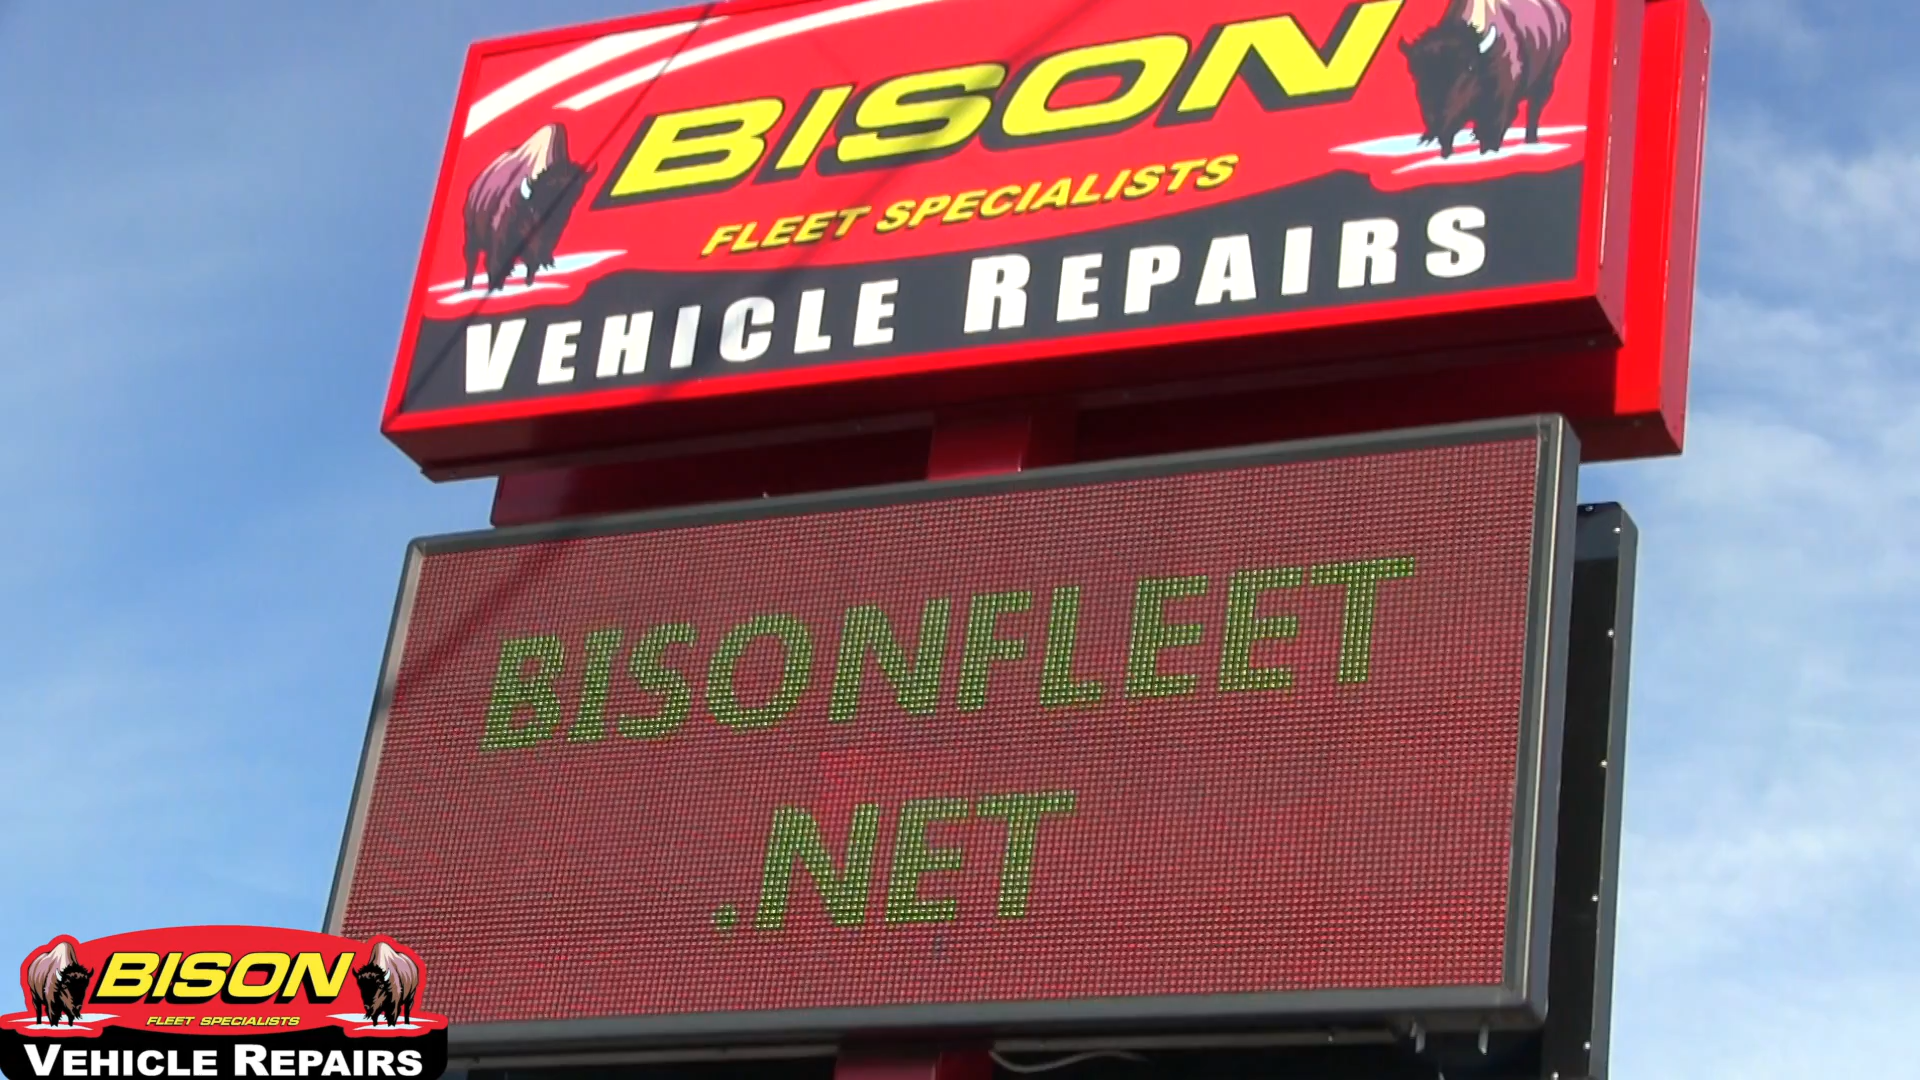 BISON
FLEET SPECIALISTS
VEHICLE REPAIRS
BISONFLEET
.NET
BISON
FLEET SPECIALISTS
VEHICLE REPAIRS